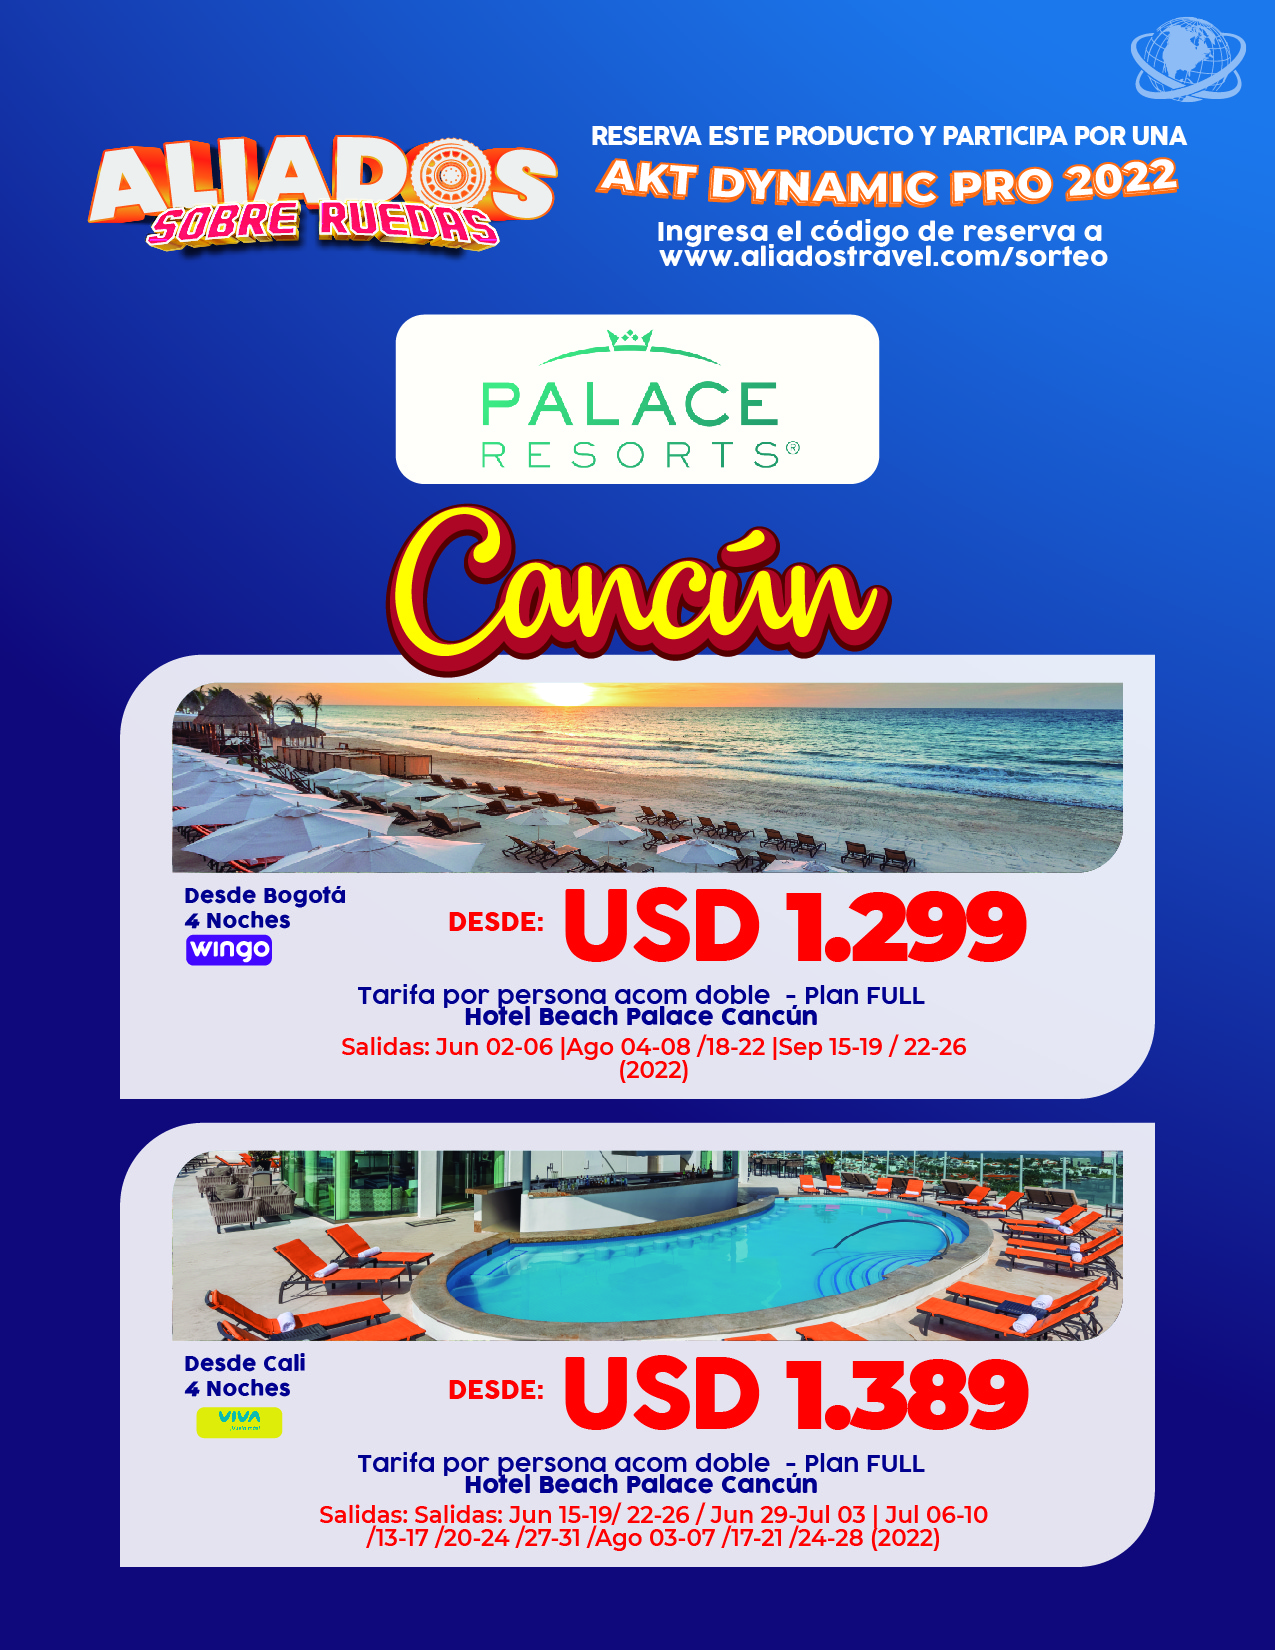 ALIADOS
SOBRE RUEDAS
RESERVA ESTE PRODUCTO Y PARTICIPA POR UNA
AKT DYNAMIC PRO 2022
Ingresa el código de reserva a
www.aliadostravel.com/sorteo
PALACE
RESORTS®
Cancún
Desde Bogotá
4 Noches
wingo
DESDE: USD 1.299
Tarifa por persona acom doble - Plan FULL
Hotel Beach Palace Cancún
Salidas: Jun 02-06 |Ago 04-08 /18-22 |Sep 15-19 / 22-26
(2022)
Desde Cali
4 Noches
VIVA
DESDE: USD 1.389
Tarifa por persona acom doble - Plan FULL
Hotel Beach Palace Cancún
Salidas: Salidas: Jun 15-19/ 22-26 / Jun 29-Jul 03 | Jul 06-10
/13-17 /20-24 /27-31 /Ago 03-07 /17-21 /24-28 (2022)